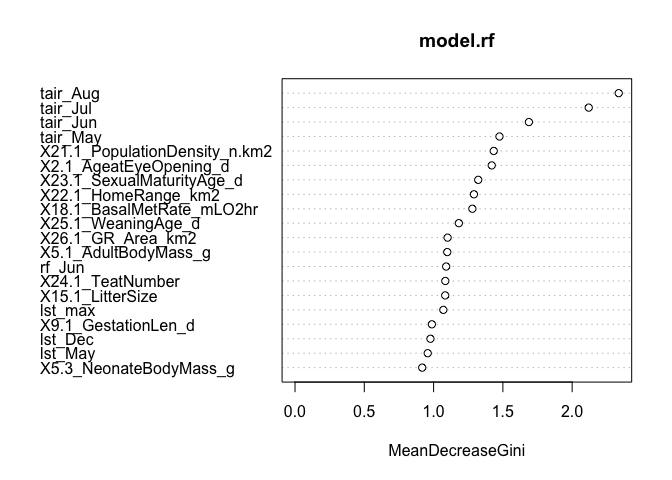 model.rf
tair_Aug
tair_Jul
tair_Jun
tair_May
X21.1_PopulationDensity_n.km2
X2.1_AgeatEyeOpening_d
X23.1_SexualMaturityAge_d
X22.1_HomeRange_km2
X18.1_BasalMetRate_mLO2hr
X25.1_WeaningAge_d
X26.1_GR_Area_km2
X5.1_AdultBodyMass_g
rf_Jun
X24.1_TeatNumber
X15.1_LitterSize
lst_max
X9.1_GestationLen_d
lst_Dec
lst_May
X5.3_NeonateBodyMass_g
0.0 0.5 1.0 1.5 2.0
MeanDecreaseGini